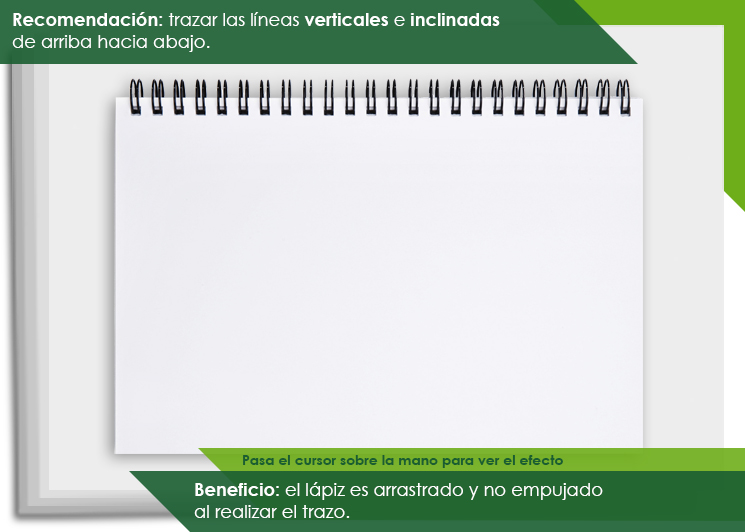 Recomendación: trazar las líneas verticales e inclinadas
de arriba hacia abajo.
Pasa el cursor sobre la mano para ver el efecto
Beneficio: el lápiz es arrastrado y no empujado
al realizar el trazo.